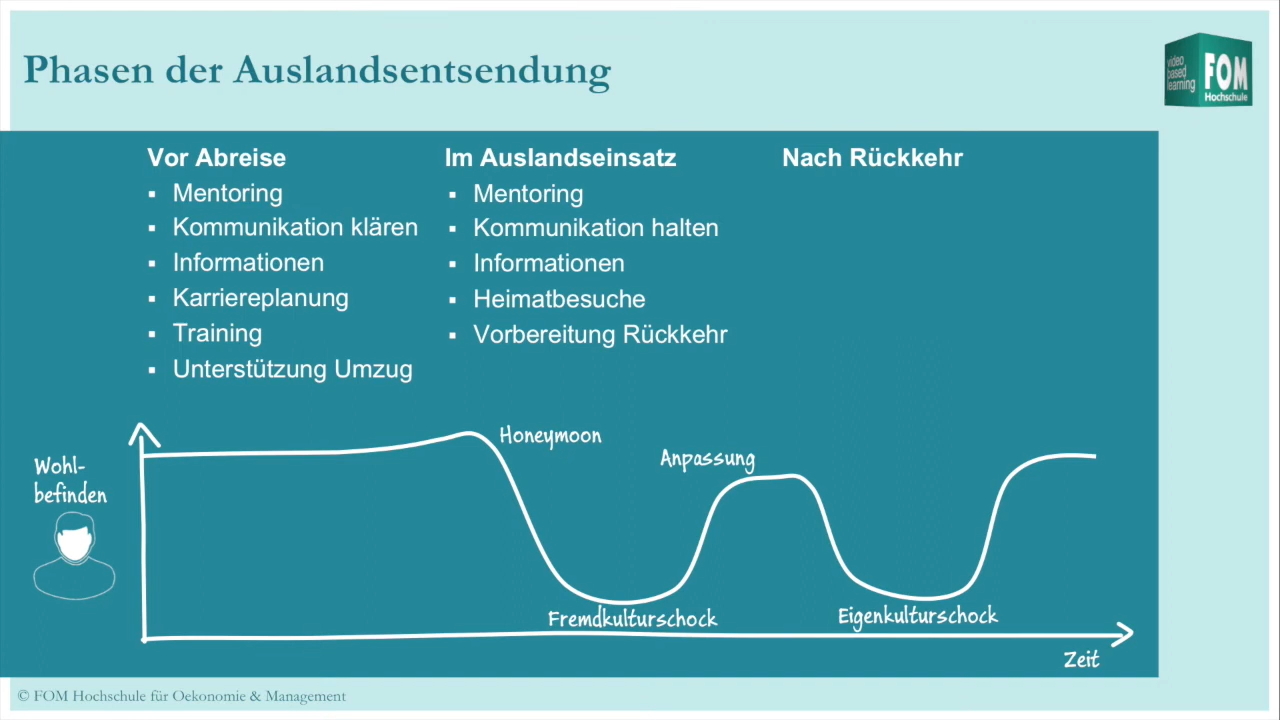 Phasen der Auslandsentsendung
video
based
learning
FOM
Hochschule
Vor Abreise
Mentoring
Kommunikation klären
Informationen
Karriereplanung
Training
Unterstützung Umzug
Im Auslandseinsatz
Mentoring
Kommunikation halten
Informationen
Heimatbesuche
Vorbereitung Rückkehr
Nach Rückkehr
Wohl-
befinden
Honeymoon
Anpassung
Fremdkulturschock
Eigenkulturschock
Zeit
© FOM Hochschule für Oekonomie & Management